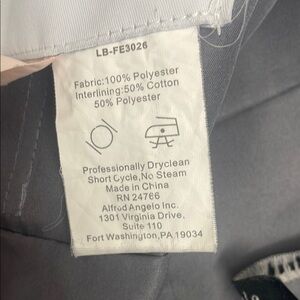 LB-FE3026
Fabric:100% Polyester
Interlining:50% Cotton
50% Polyester
Professionally Dryclean
Short Cycle,No Steam
Made in China
RN 24766
Alfred Angelo Inc.
1301 Virginia Drive,
Suite 110
Fort Washington,PA 19034